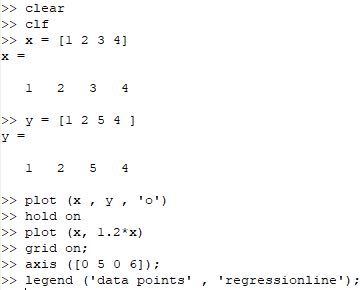 >> clear
>> clf
>> x = [1 2 3 4]
x =
1 2 3 4
>> y = [1 2 5 4 ]
y =
1 2 5 4
>> plot (x , y , 'o')
>> hold on
>> plot (x, 1.2*x)
>> grid on;
>> axis ([0 5 0 6]);
>> legend ('data points' , 'regressionline');